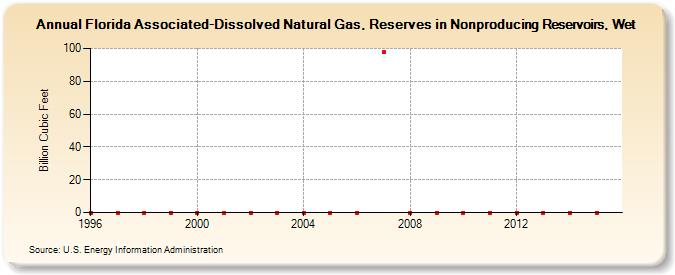 Annual Florida Associated-Dissolved Natural Gas, Reserves in Nonproducing Reservoirs, Wet
Billion Cubic Feet
100
80
60
40
20
0
1996 2000 2004 2008 2012
Source: U.S. Energy Information Administration